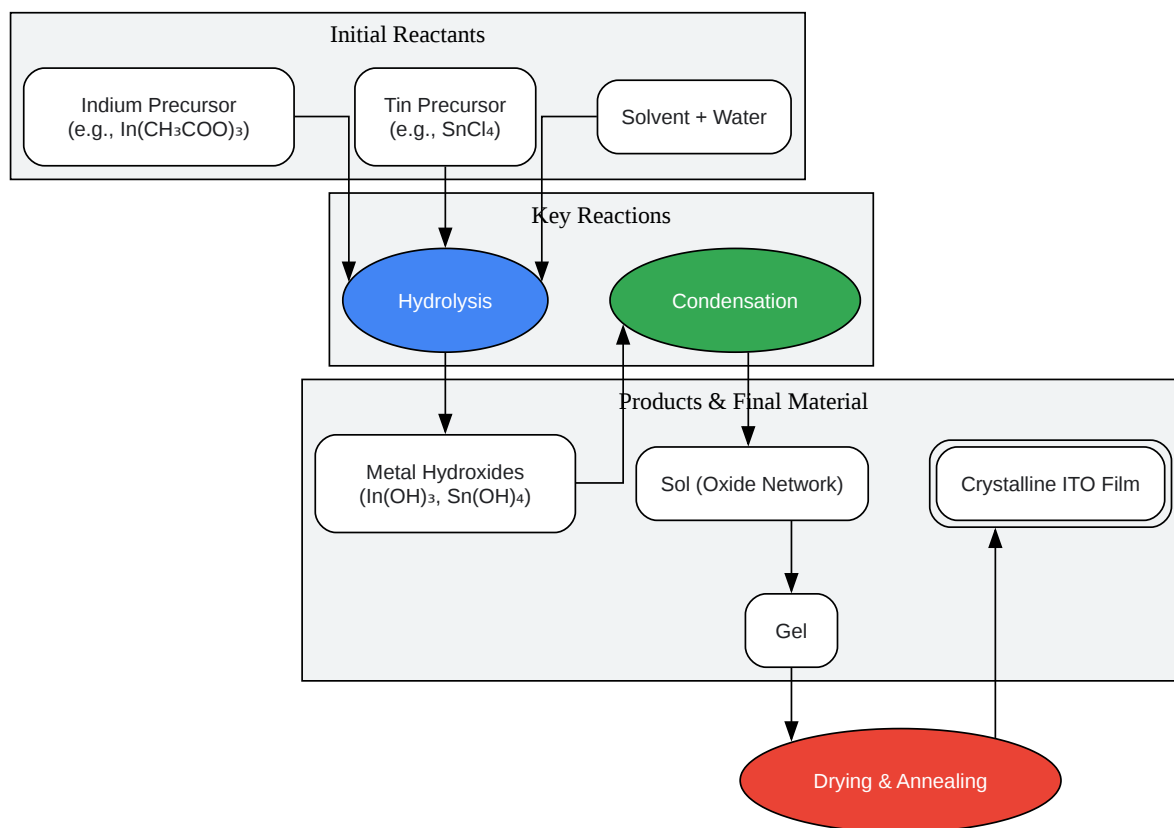 Initial Reactants
Indium Precursor
(e.g., In(CH₃COO)₃)
Tin Precursor
(e.g., SnCl₄)
Solvent + Water
Key Reactions
Hydrolysis
Condensation
Products & Final Material
Metal Hydroxides
(In(OH)₃, Sn(OH)₄)
Sol (Oxide Network)
Crystalline ITO Film
Gel
Drying & Annealing